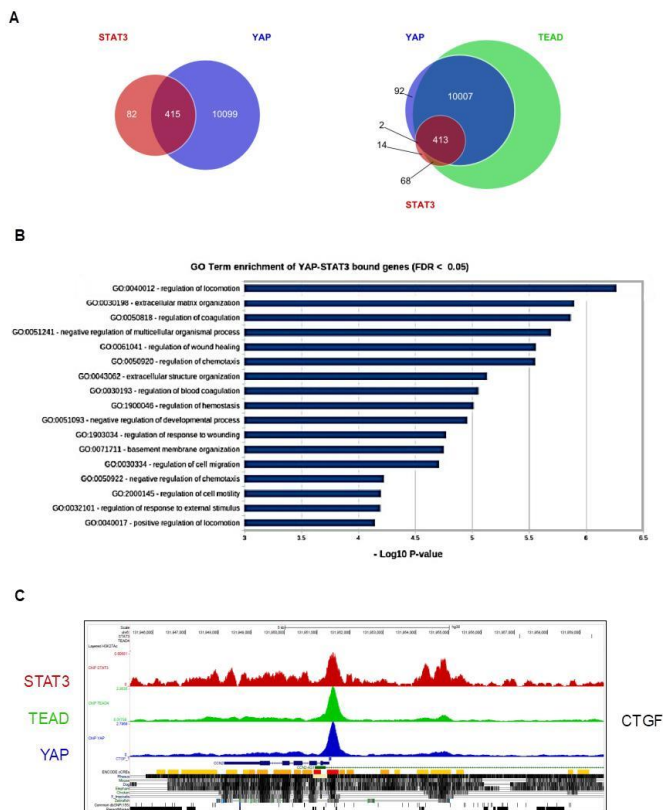 A
STAT3
YAP
82
415
10099
YAP
TEAD
92
10007
2
413
14
68
STAT3
B
GO Term enrichment of YAP-STAT3 bound genes (FDR < 0.05)
GO:0040012 - regulation of locomotion
GO:0030198 - extracellular matrix organization
GO:0050818 - regulation of coagulation
GO:0051241 - negative regulation of multicellular organismal process
GO:0061041 - regulation of wound healing
GO:0050920 - regulation of chemotaxis
GO:0043062 - extracellular structure organization
GO:0030193 - regulation of blood coagulation
GO:1900046 - regulation of hemostasis
GO:0051093 - negative regulation of developmental process
GO:1903034 - regulation of response to wounding
GO:0071711 - basement membrane organization
GO:0030334 - regulation of cell migration
GO:0050922 - negative regulation of chemotaxis
GO:2000145 - regulation of cell motility
GO:0032101 - regulation of response to external stimulus
GO:0040017 - positive regulation of locomotion
3 3.5 4 4.5 5 5.5 6 6.5
- Log10 P-value
C
STAT3
TEAD
YAP
CTGF